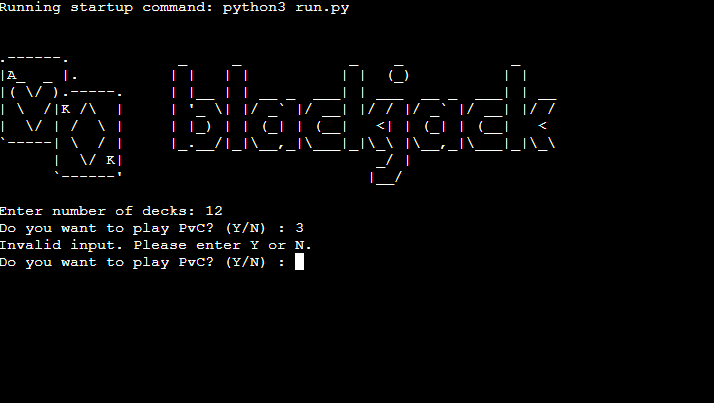 Running startup command: python3 run.py
A
K
K
blackjack
Enter number of decks: 12
Do you want to play PvC? (Y/N) : 3
Invalid input. Please enter Y or N.
Do you want to play PvC? (Y/N) :